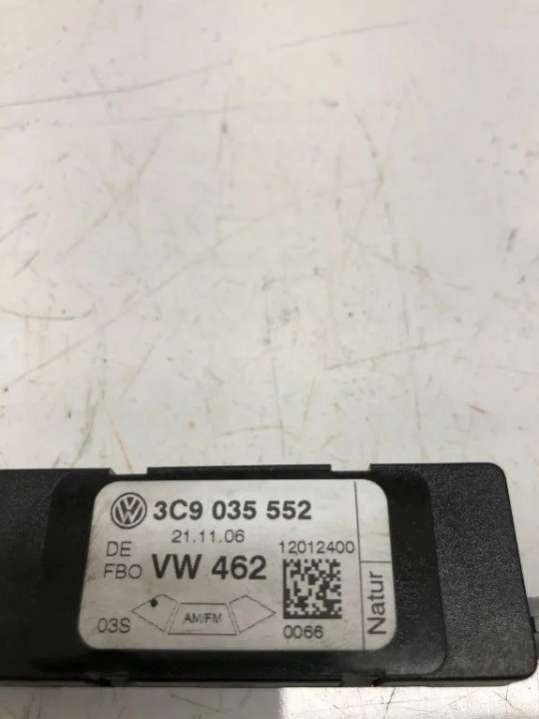 3C9 035 552
21.11.06
DE
FBO VW 462
12012400
03S
AM/FM
0066
Natur